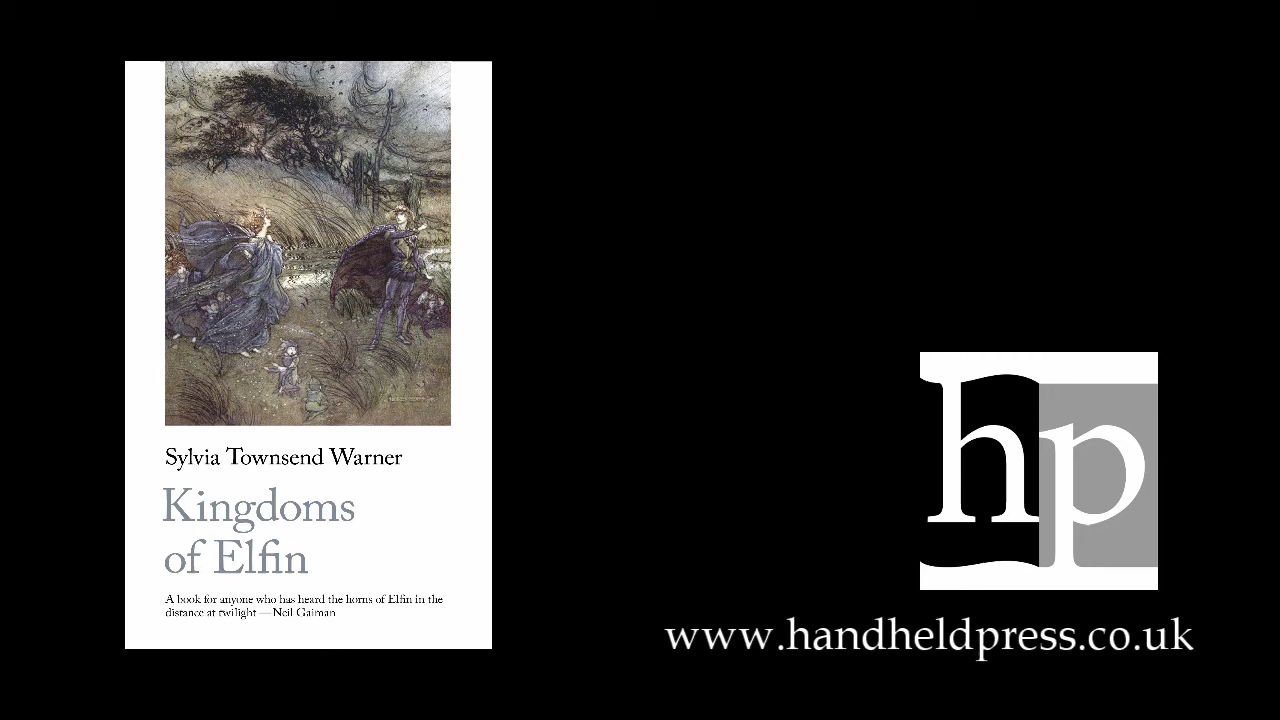 Sylvia Townsend Warner
Kingdoms
of Elfin
A book for anyone who has heard the horns of Elfin in the
distance at twilight — Neil Gaiman
hp
www.handheldpress.co.uk